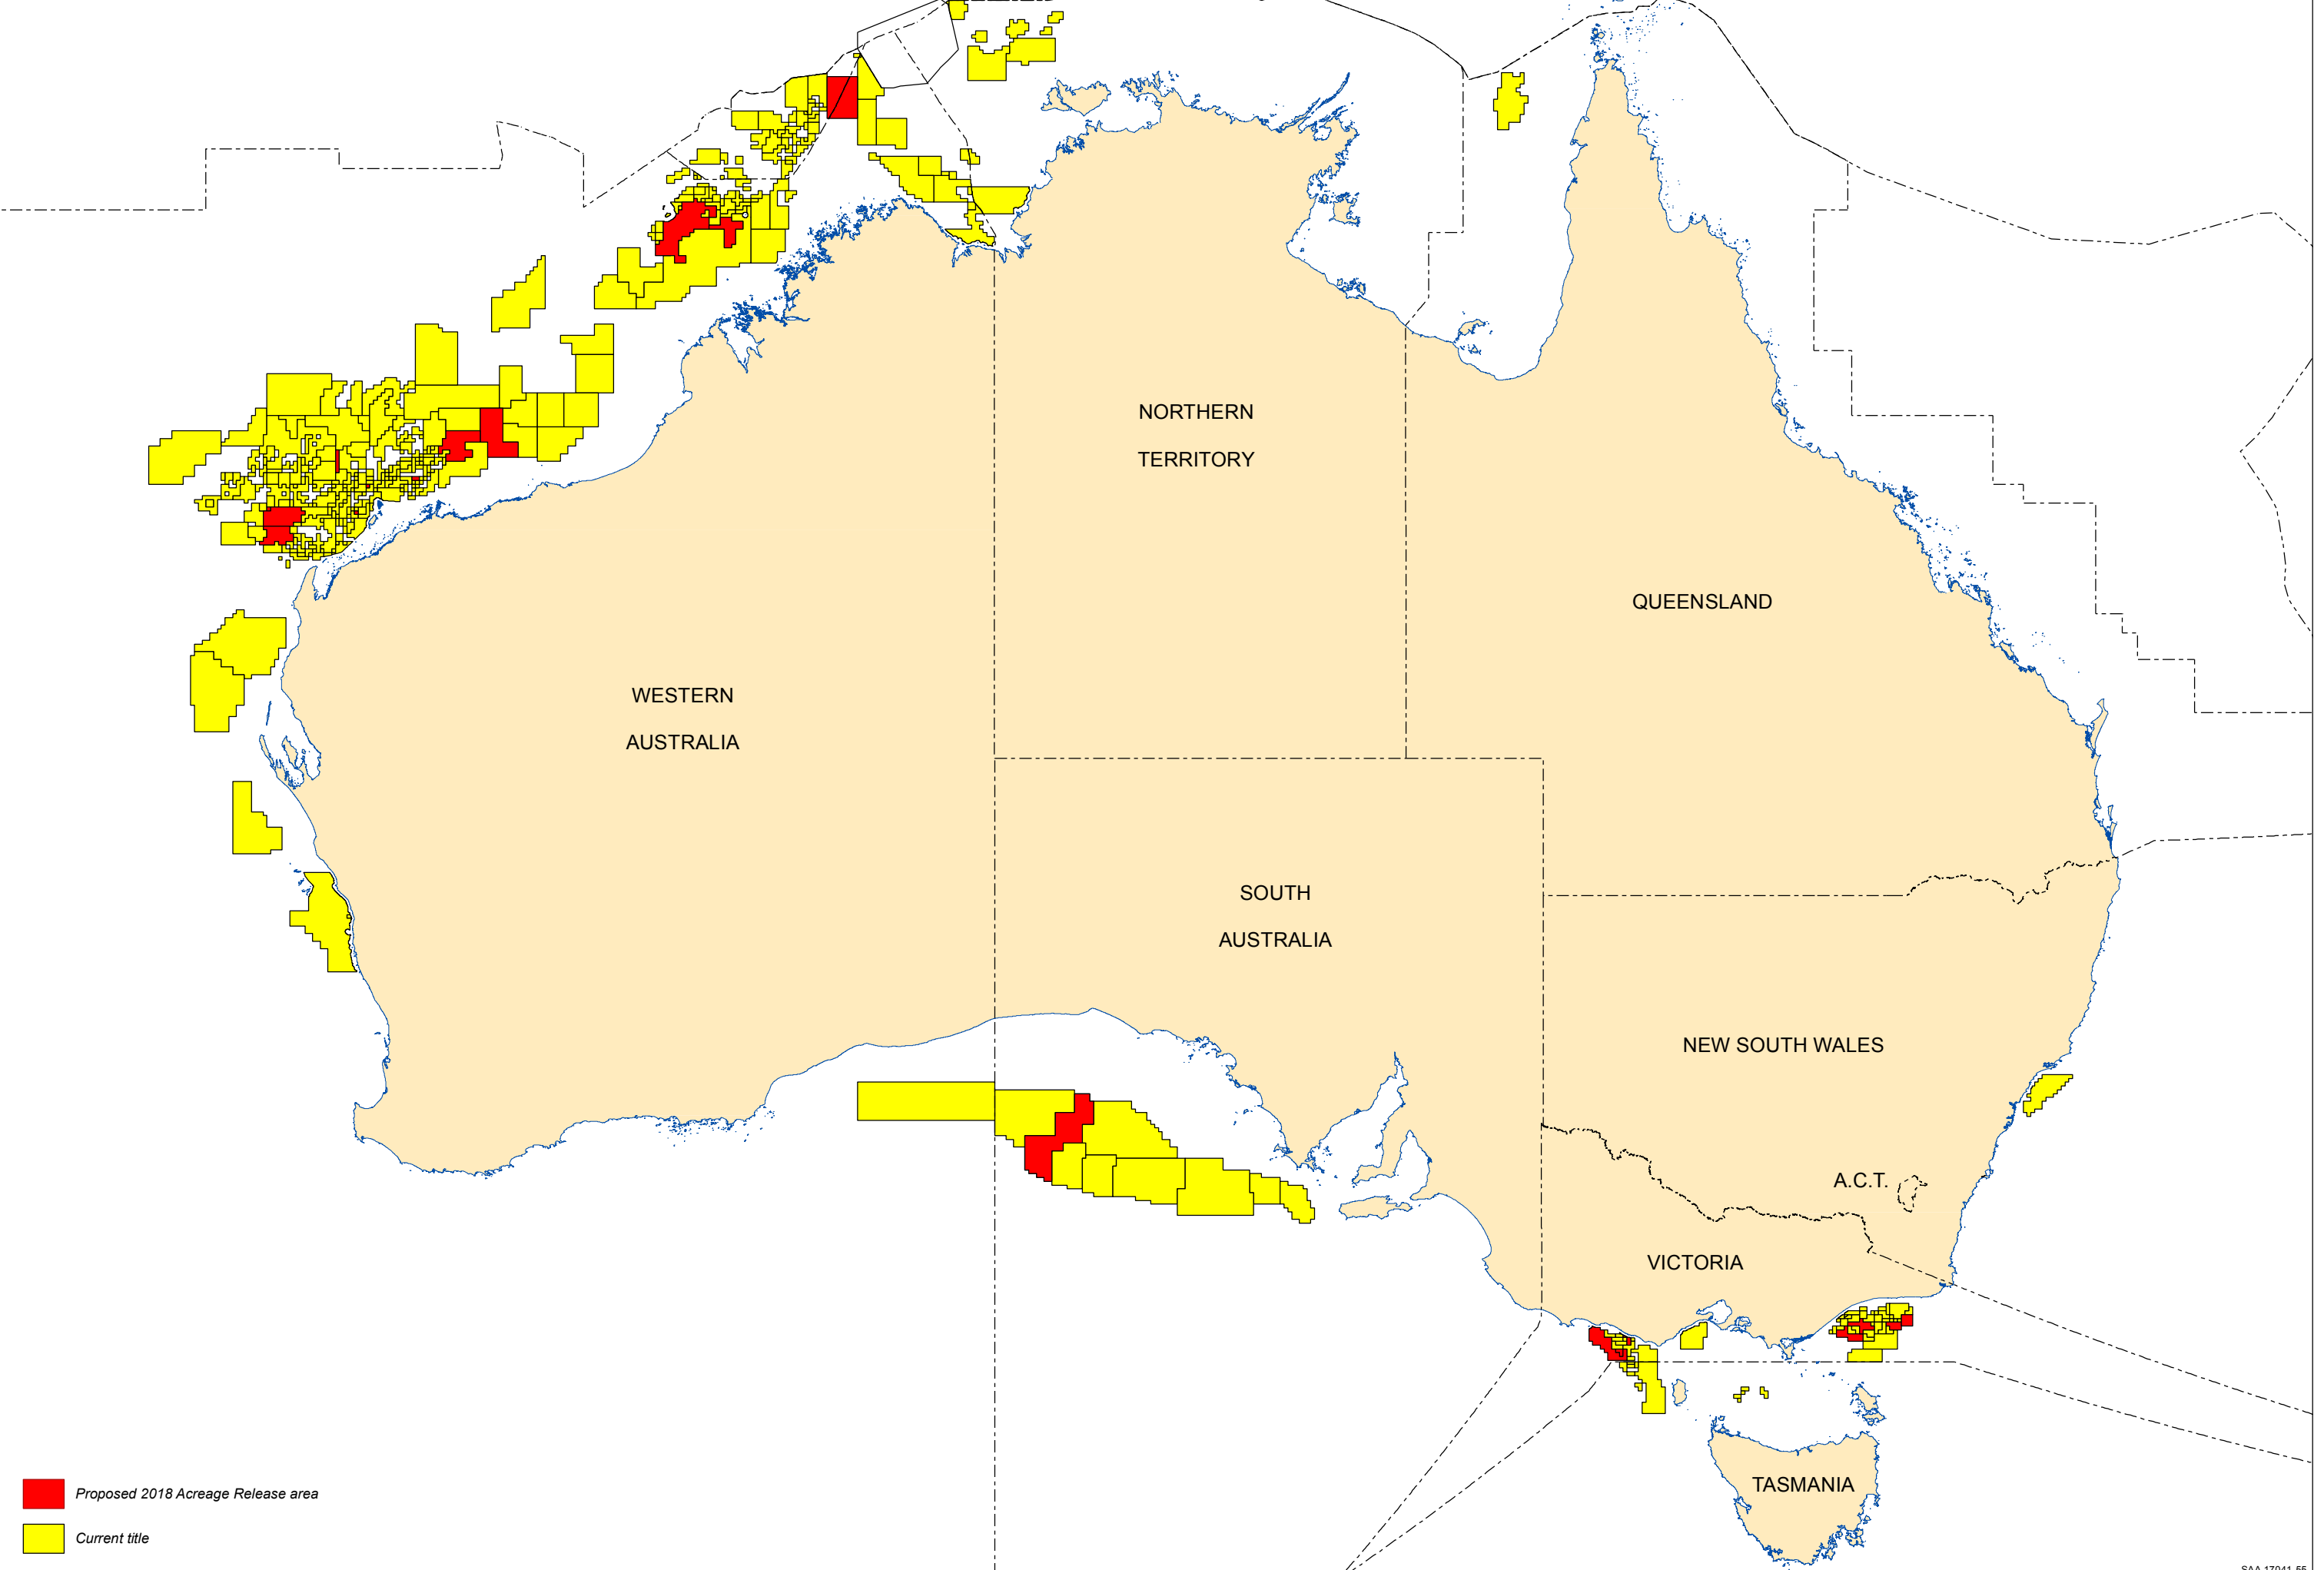 NORTHERN
TERRITORY
QUEENSLAND
WESTERN
AUSTRALIA
SOUTH
AUSTRALIA
NEW SOUTH WALES
A.C.T.
VICTORIA
TASMANIA
Proposed 2018 Acreage Release area
Current title